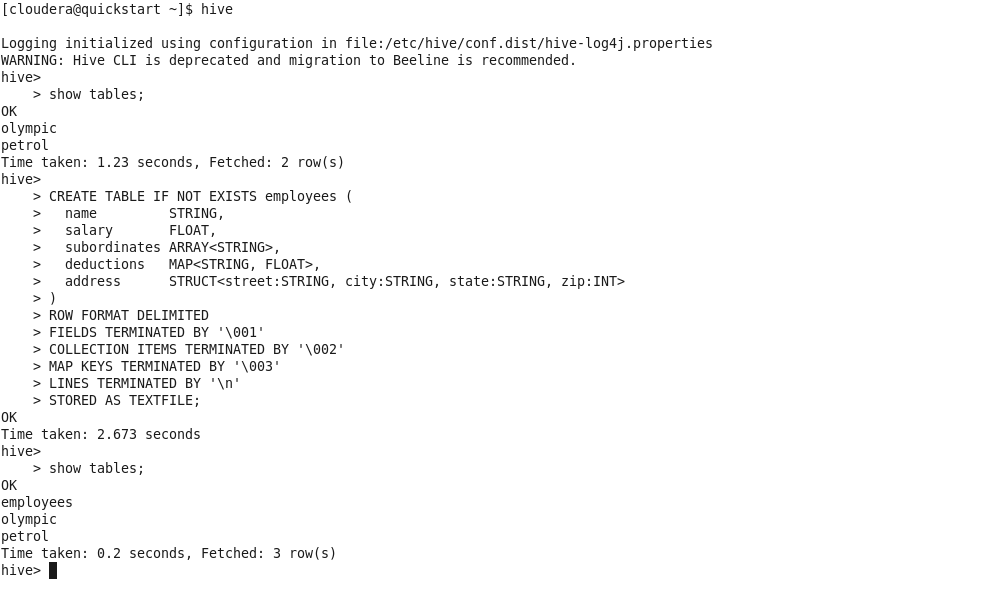 [cloudera@quickstart ~]$ hive

Logging initialized using configuration in file:/etc/hive/conf.dist/hive-log4j.properties
WARNING: Hive CLI is deprecated and migration to Beeline is recommended.
hive>
    > show tables;
OK
olympic
petrol
Time taken: 1.23 seconds, Fetched: 2 row(s)
hive>
    > CREATE TABLE IF NOT EXISTS employees (
    >   name         STRING,
    >   salary       FLOAT,
    >   subordinates ARRAY<STRING>,
    >   deductions   MAP<STRING, FLOAT>,
    >   address      STRUCT<street:STRING, city:STRING, state:STRING, zip:INT>
    > )
    > ROW FORMAT DELIMITED
    > FIELDS TERMINATED BY '\001'
    > COLLECTION ITEMS TERMINATED BY '\002'
    > MAP KEYS TERMINATED BY '\003'
    > LINES TERMINATED BY '\n'
    > STORED AS TEXTFILE;
OK
Time taken: 2.673 seconds
hive>
    > show tables;
OK
employees
olympic
petrol
Time taken: 0.2 seconds, Fetched: 3 row(s)
hive>